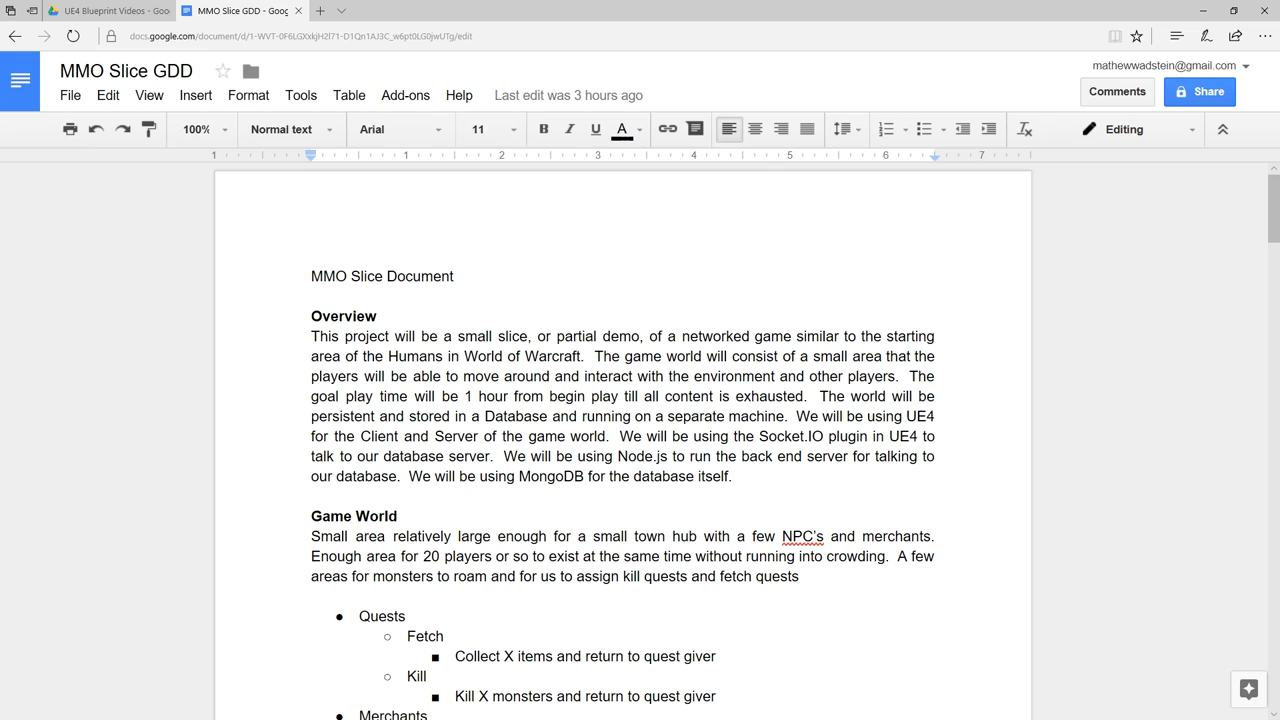 UE4 Blueprint Videos - Goo
MMO Slice GDD - Goog
docs.google.com/document/d/1-WVT-0F6LGXxkjH2l71-D1Qn1AJ3C_w6pt0LG0jwUTg/edit
MMO Slice GDD
mathewwadstein@gmail.com
File Edit View Insert Format Tools Table Add-ons Help Last edit was 3 hours ago
Comments Share
100% Normal text Arial 11 B I U A Editing
1 1 2 3 4 5 6 7
MMO Slice Document
Overview
This project will be a small slice, or partial demo, of a networked game similar to the starting
area of the Humans in World of Warcraft. The game world will consist of a small area that the
players will be able to move around and interact with the environment and other players. The
goal play time will be 1 hour from begin play till all content is exhausted. The world will be
persistent and stored in a Database and running on a separate machine. We will be using UE4
for the Client and Server of the game world. We will be using the Socket.IO plugin in UE4 to
talk to our database server. We will be using Node.js to run the back end server for talking to
our database. We will be using MongoDB for the database itself.
Game World
Small area relatively large enough for a small town hub with a few NPC's and merchants.
Enough area for 20 players or so to exist at the same time without running into crowding. A few
areas for monsters to roam and for us to assign kill quests and fetch quests
● Quests
○ Fetch
■ Collect X items and return to quest giver
○ Kill
■ Kill X monsters and return to quest giver
● Merchants